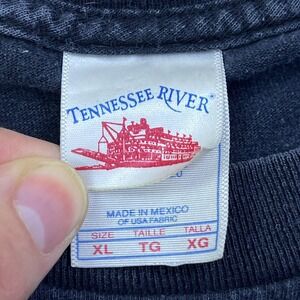 TENNESSEE RIVER®
MADE IN MEXICO
OF USA FABRIC
SIZE TAILLE TALLA
XL TG XG